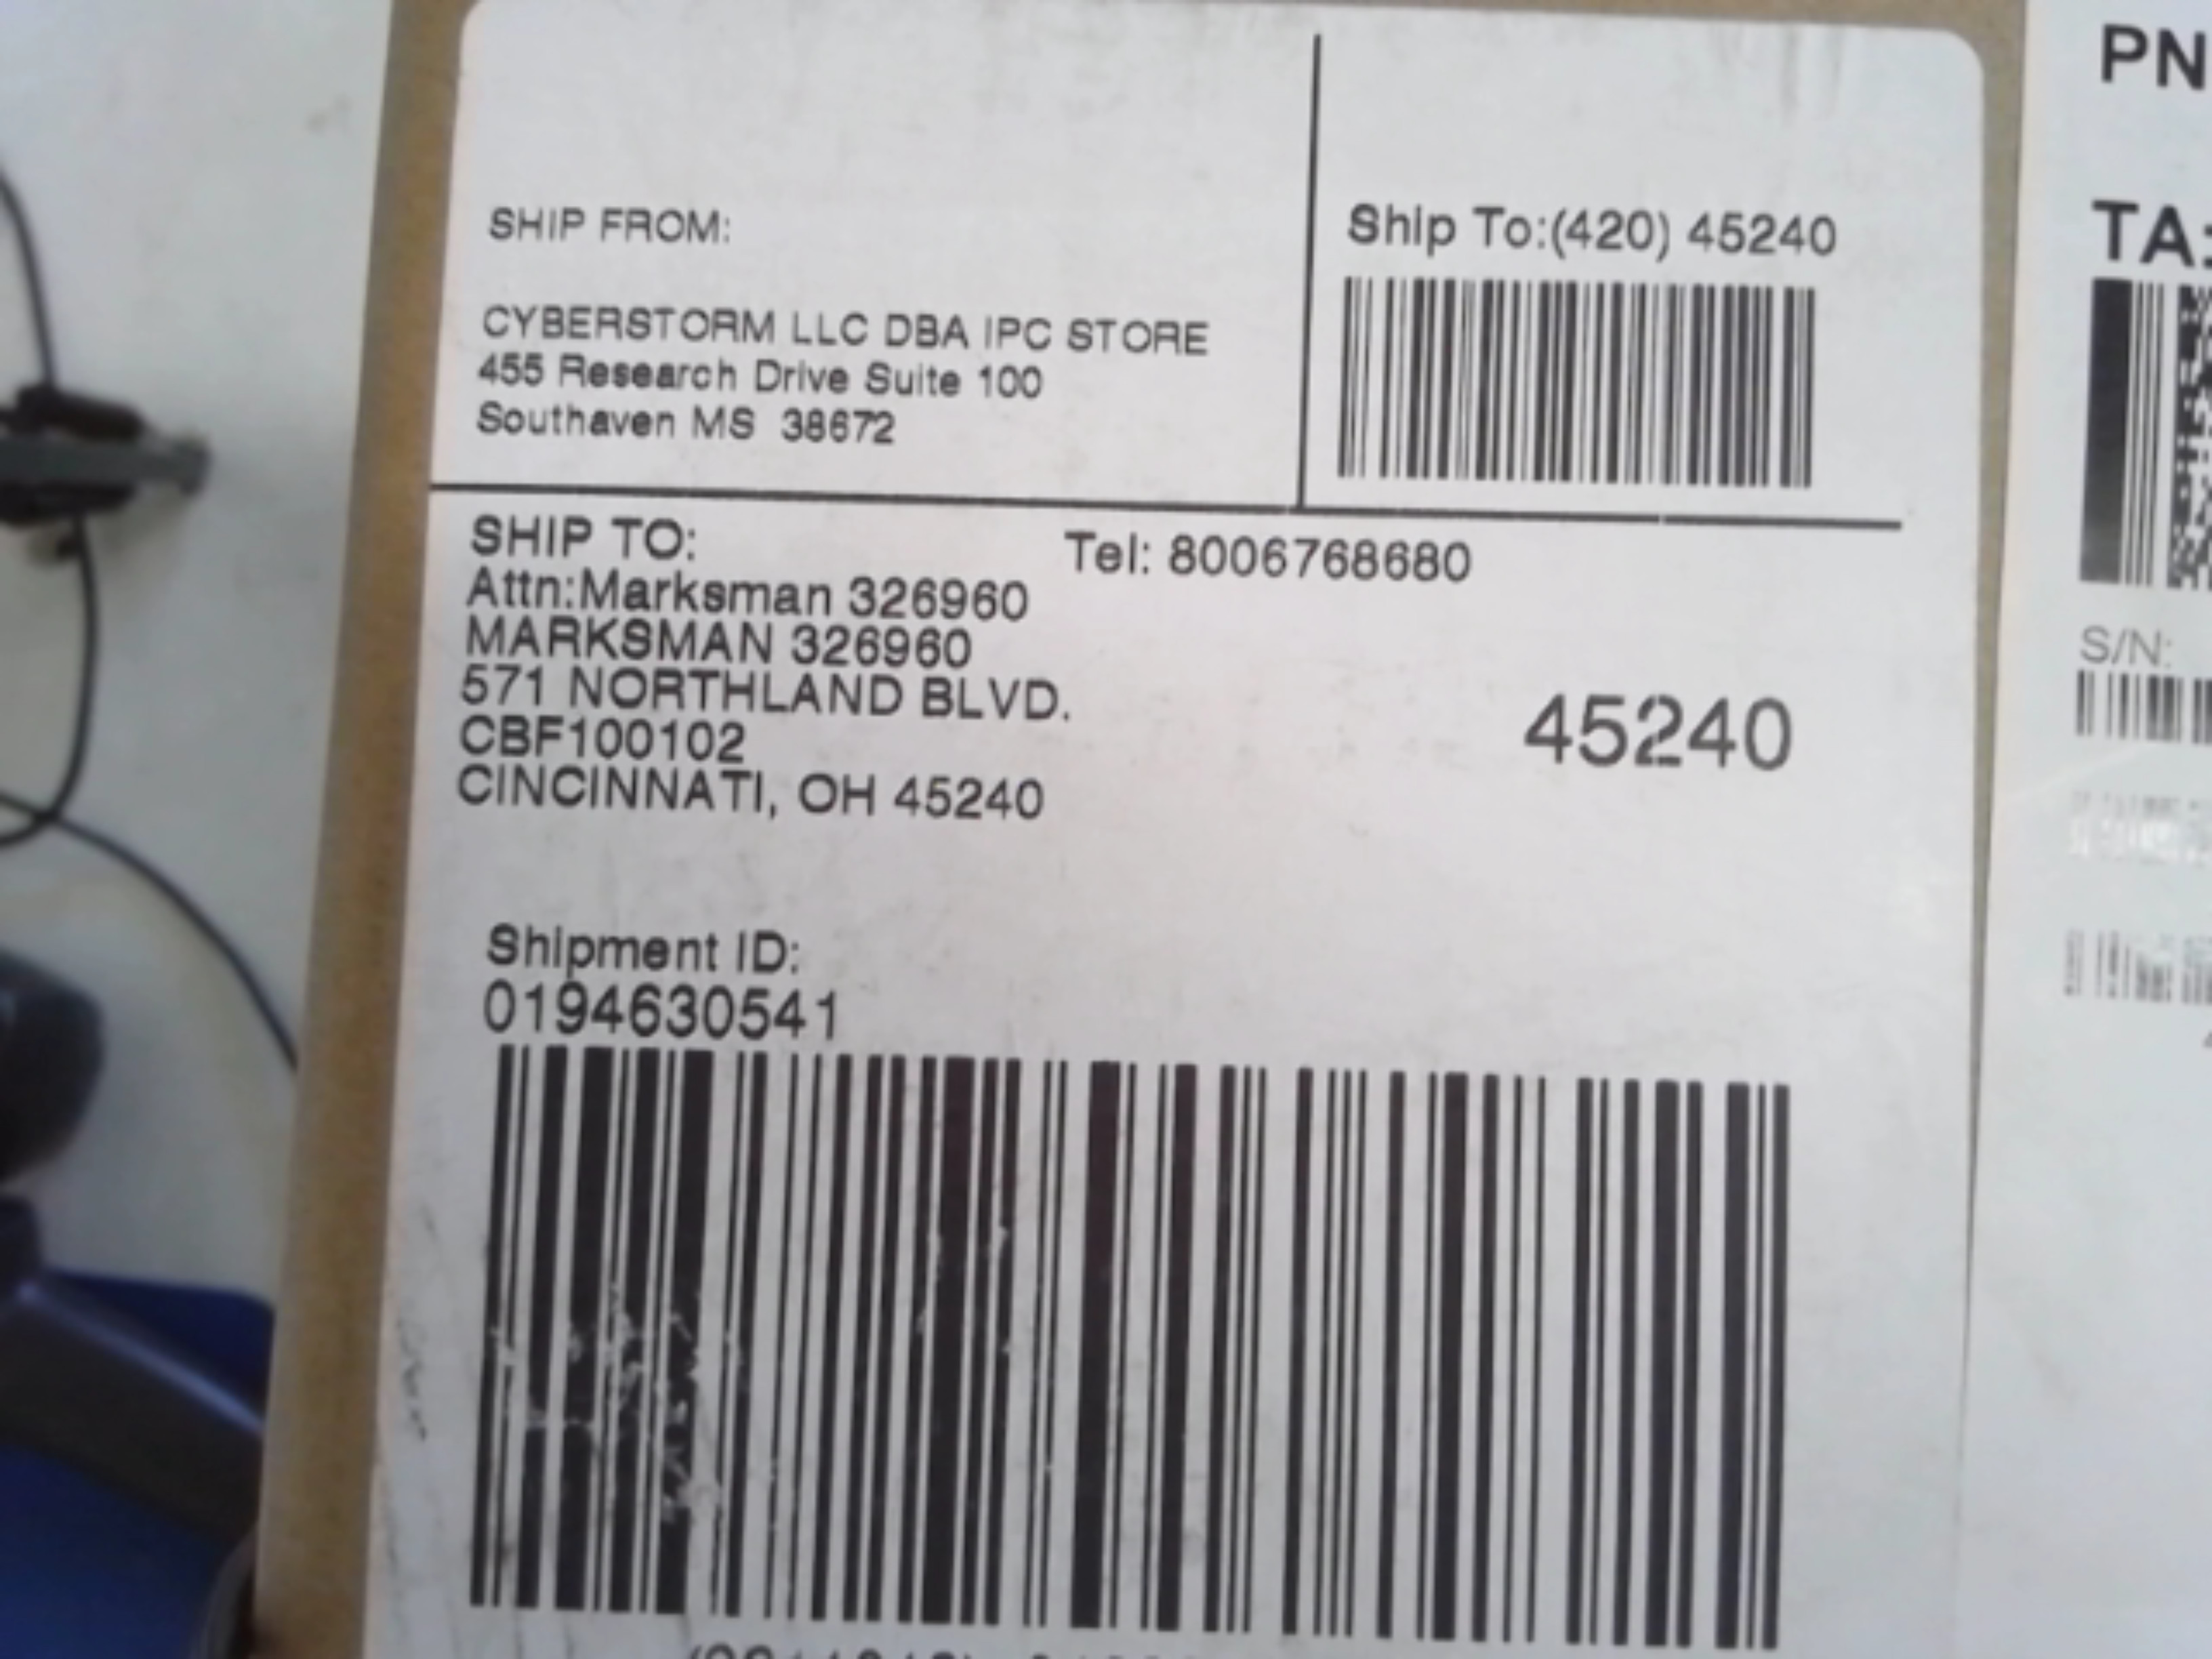 SHIP FROM:
CYBERSTORM LLC DBA IPC STORE
455 Research Drive Suite 100
Southaven MS 38672
Ship To:(420) 45240
SHIP TO:
Tel: 8006768680
Attn:Marksman 326960
MARKSMAN 326960
571 NORTHLAND BLVD.
CBF100102
CINCINNATI, OH 45240
45240
Shipment ID:
0194630541
PN
TA:
S/N: